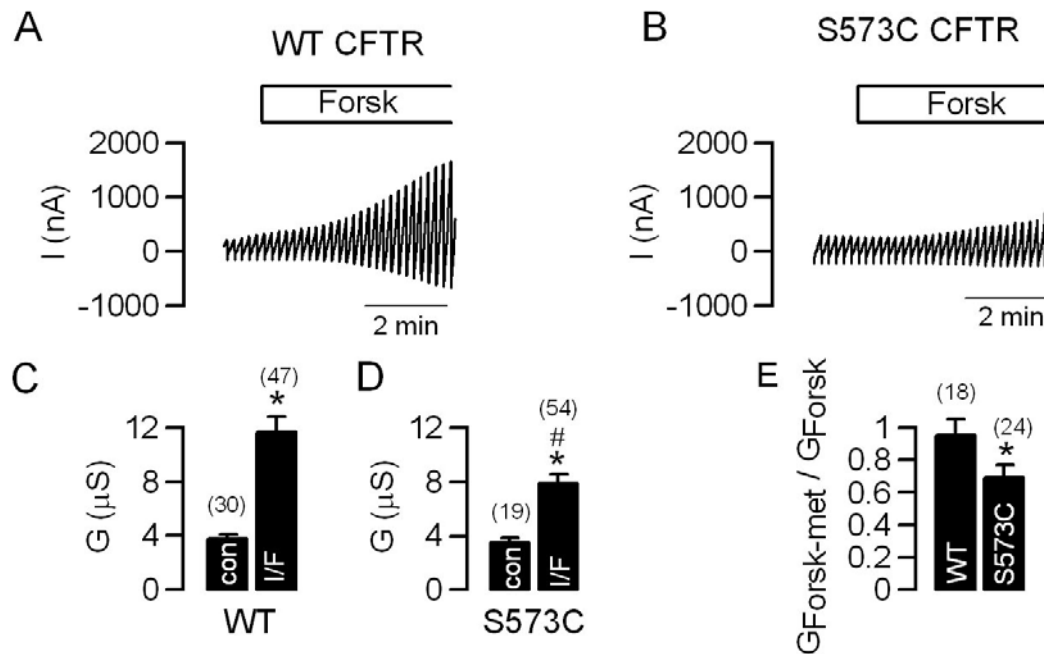 A
WT CFTR
Forsk
2000
1000
0
-1000
I (nA)
2 min
B
S573C CFTR
Forsk
2000
1000
0
-1000
I (nA)
2 min
C
(47)
*
(30)
12
8
4
0
G (μS)
con
I/F
WT
D
(54)
#
*
(19)
12
8
4
0
G (μS)
con
I/F
S573C
E
(18)
(24)
*
1
0.8
0.6
0.4
0.2
0
GForsk-met / GForsk
WT
S573C